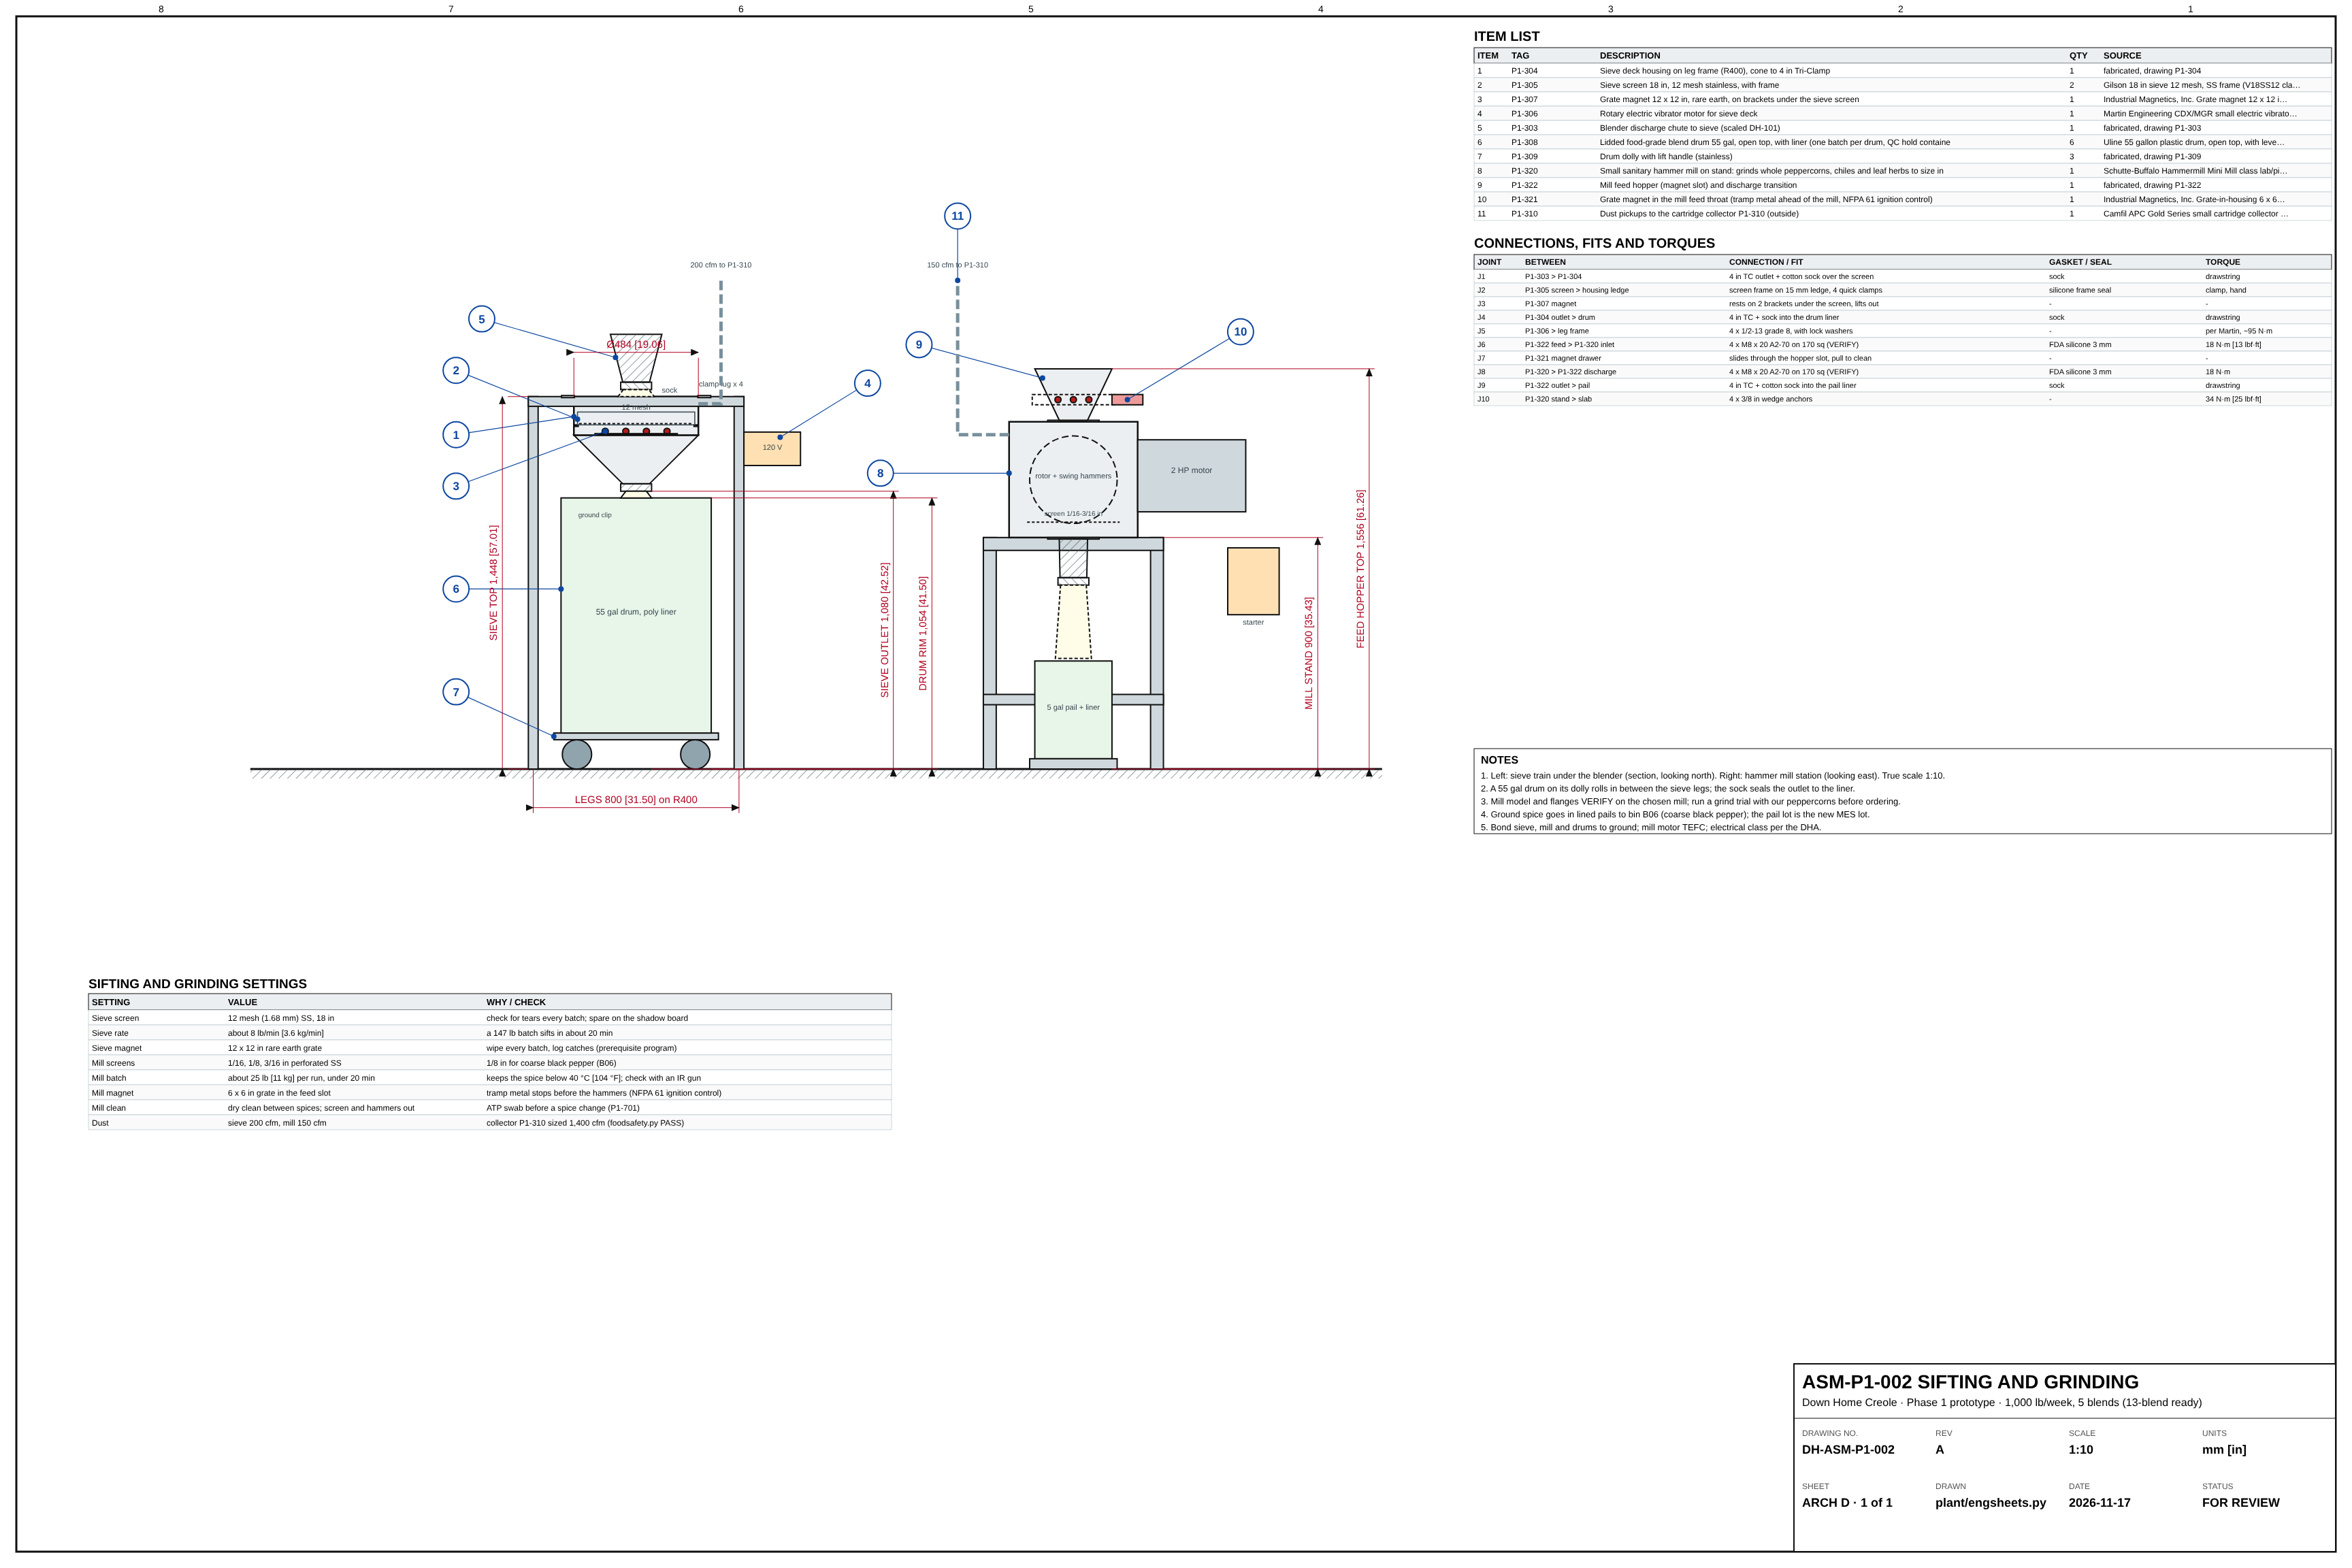 8 7 6 5 4 3 2 1
ITEM LIST
ITEM TAG DESCRIPTION QTY SOURCE
1 P1-304 Sieve deck housing on leg frame (R400), cone to 4 in Tri-Clamp 1 fabricated, drawing P1-304
2 P1-305 Sieve screen 18 in, 12 mesh stainless, with frame 2 Gilson 18 in sieve 12 mesh, SS frame (V18SS12 cla…
3 P1-307 Grate magnet 12 x 12 in, rare earth, on brackets under the sieve screen 1 Industrial Magnetics, Inc. Grate magnet 12 x 12 i…
4 P1-306 Rotary electric vibrator motor for sieve deck 1 Martin Engineering CDX/MGR small electric vibrato…
5 P1-303 Blender discharge chute to sieve (scaled DH-101) 1 fabricated, drawing P1-303
6 P1-308 Lidded food-grade blend drum 55 gal, open top, with liner (one batch per drum, QC hold containe 6 Uline 55 gallon plastic drum, open top, with leve…
7 P1-309 Drum dolly with lift handle (stainless) 3 fabricated, drawing P1-309
8 P1-320 Small sanitary hammer mill on stand: grinds whole peppercorns, chiles and leaf herbs to size in 1 Schutte-Buffalo Hammermill Mini Mill class lab/pi…
9 P1-322 Mill feed hopper (magnet slot) and discharge transition 1 fabricated, drawing P1-322
10 P1-321 Grate magnet in the mill feed throat (tramp metal ahead of the mill, NFPA 61 ignition control) 1 Industrial Magnetics, Inc. Grate-in-housing 6 x 6…
11 P1-310 Dust pickups to the cartridge collector P1-310 (outside) 1 Camfil APC Gold Series small cartridge collector …
CONNECTIONS, FITS AND TORQUES
JOINT BETWEEN CONNECTION / FIT GASKET / SEAL TORQUE
J1 P1-303 > P1-304 4 in TC outlet + cotton sock over the screen sock drawstring
J2 P1-305 screen > housing ledge screen frame on 15 mm ledge, 4 quick clamps silicone frame seal clamp, hand
J3 P1-307 magnet rests on 2 brackets under the screen, lifts out - -
J4 P1-304 outlet > drum 4 in TC + sock into the drum liner sock drawstring
J5 P1-306 > leg frame 4 x 1/2-13 grade 8, with lock washers - per Martin, ~95 N·m
J6 P1-322 feed > P1-320 inlet 4 x M8 x 20 A2-70 on 170 sq (VERIFY) FDA silicone 3 mm 18 N·m [13 lbf·ft]
J7 P1-321 magnet drawer slides through the hopper slot, pull to clean - -
J8 P1-320 > P1-322 discharge 4 x M8 x 20 A2-70 on 170 sq (VERIFY) FDA silicone 3 mm 18 N·m
J9 P1-322 outlet > pail 4 in TC + cotton sock into the pail liner sock drawstring
J10 P1-320 stand > slab 4 x 3/8 in wedge anchors - 34 N·m [25 lbf·ft]
11
200 cfm to P1-310
150 cfm to P1-310
5
9
10
Ø484 [19.06]
2
sock
clamp lug x 4
4
12 mesh
1
120 V
3
8
rotor + swing hammers
2 HP motor
ground clip
screen 1/16-3/16 in
SIEVE TOP 1,448 [57.01]
SIEVE OUTLET 1,080 [42.52]
DRUM RIM 1,054 [41.50]
MILL STAND 900 [35.43]
FEED HOPPER TOP 1,556 [61.26]
6
55 gal drum, poly liner
starter
7
5 gal pail + liner
LEGS 800 [31.50] on R400
NOTES
1. Left: sieve train under the blender (section, looking north). Right: hammer mill station (looking east). True scale 1:10.
2. A 55 gal drum on its dolly rolls in between the sieve legs; the sock seals the outlet to the liner.
3. Mill model and flanges VERIFY on the chosen mill; run a grind trial with our peppercorns before ordering.
4. Ground spice goes in lined pails to bin B06 (coarse black pepper); the pail lot is the new MES lot.
5. Bond sieve, mill and drums to ground; mill motor TEFC; electrical class per the DHA.
SIFTING AND GRINDING SETTINGS
SETTING VALUE WHY / CHECK
Sieve screen 12 mesh (1.68 mm) SS, 18 in check for tears every batch; spare on the shadow board
Sieve rate about 8 lb/min [3.6 kg/min] a 147 lb batch sifts in about 20 min
Sieve magnet 12 x 12 in rare earth grate wipe every batch, log catches (prerequisite program)
Mill screens 1/16, 1/8, 3/16 in perforated SS 1/8 in for coarse black pepper (B06)
Mill batch about 25 lb [11 kg] per run, under 20 min keeps the spice below 40 °C [104 °F]; check with an IR gun
Mill magnet 6 x 6 in grate in the feed slot tramp metal stops before the hammers (NFPA 61 ignition control)
Mill clean dry clean between spices; screen and hammers out ATP swab before a spice change (P1-701)
Dust sieve 200 cfm, mill 150 cfm collector P1-310 sized 1,400 cfm (foodsafety.py PASS)
ASM-P1-002 SIFTING AND GRINDING
Down Home Creole · Phase 1 prototype · 1,000 lb/week, 5 blends (13-blend ready)
DRAWING NO. REV SCALE UNITS
DH-ASM-P1-002 A 1:10 mm [in]
SHEET DRAWN DATE STATUS
ARCH D · 1 of 1 plant/engsheets.py 2026-11-17 FOR REVIEW